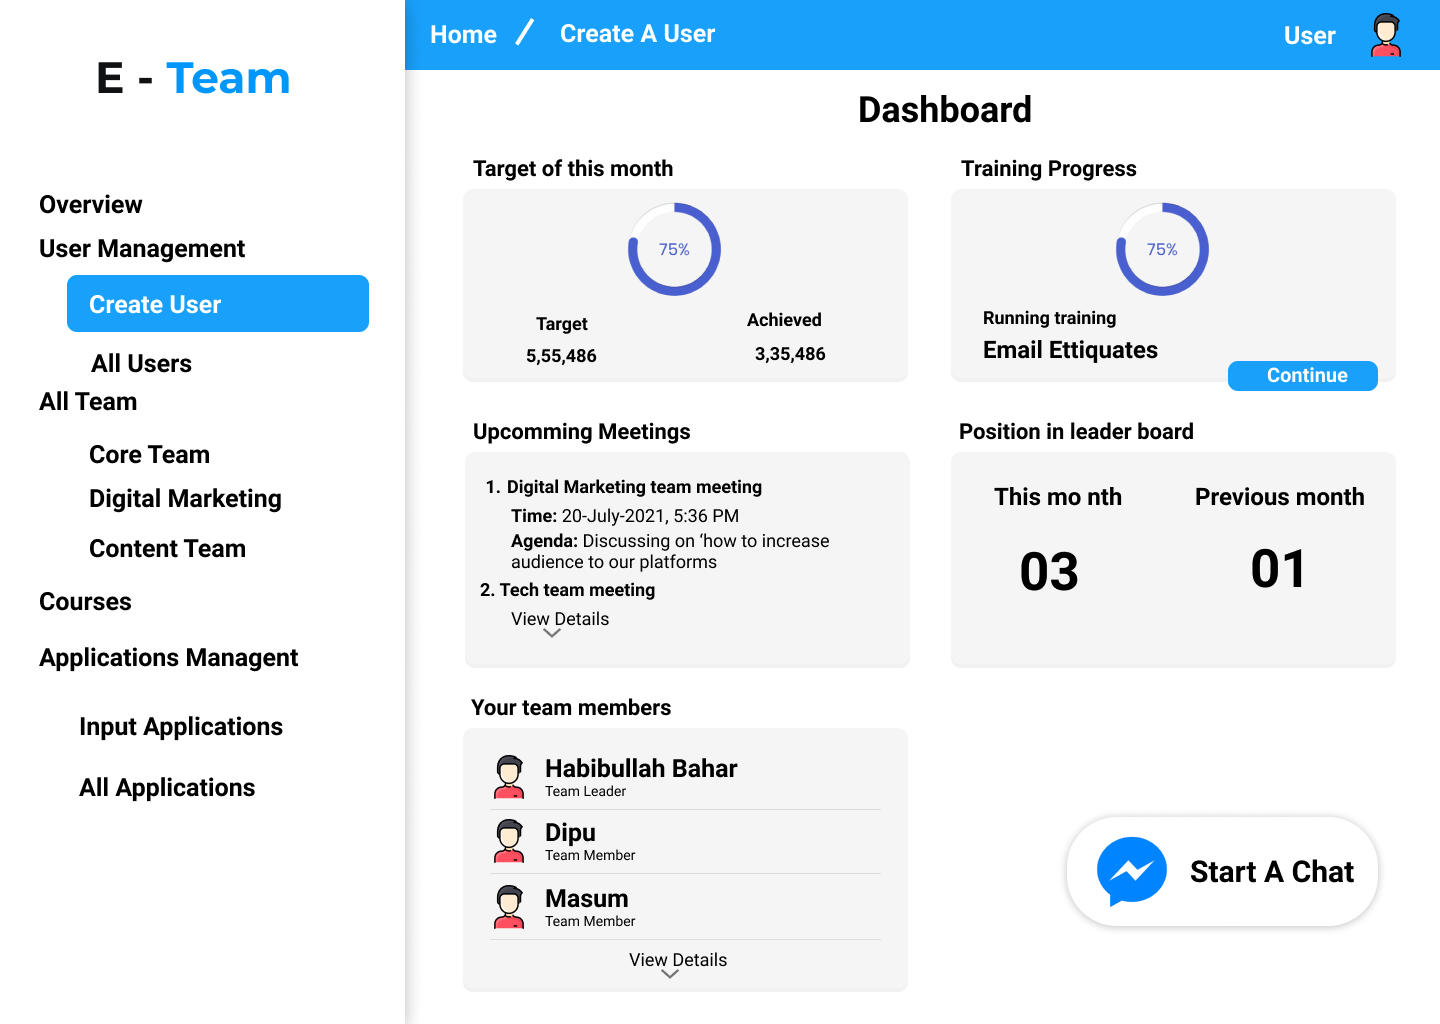 E - Team
Overview
User Management
Create User
All Users
All Team
Core Team
Digital Marketing
Content Team
Courses
Applications Managent
Input Applications
All Applications
Home / Create A User
User
Dashboard
Target of this month
75%
Target
5,55,486
Achieved
3,35,486
Training Progress
75%
Running training
Email Ettiquates
Continue
Upcomming Meetings
1. Digital Marketing team meeting
Time: 20-July-2021, 5:36 PM
Agenda: Discussing on ‘how to increase
audience to our platforms
2. Tech team meeting
View Details
Position in leader board
This mo nth
03
Previous month
01
Your team members
Habibullah Bahar
Team Leader
Dipu
Team Member
Masum
Team Member
View Details
Start A Chat